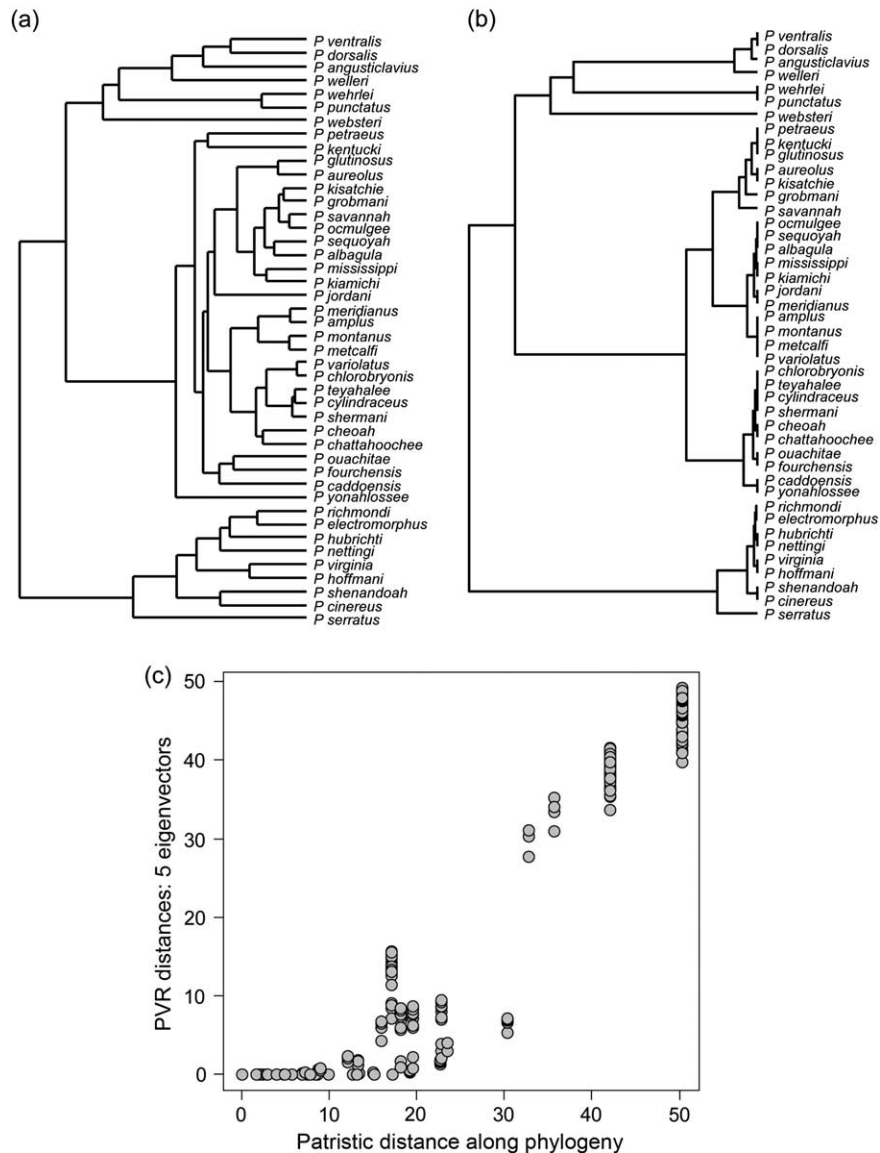 (a)
P ventralis
P dorsalis
P angusticlavius
P welleri
P wehrlei
P punctatus
P websteri
P petraeus
P kentucki
P glutinosus
P aureolus
P kisatchie
P grobmani
P savannah
P ocmulgee
P sequoyah
P albagula
P mississippi
P kiamichi
P jordani
P meridianus
P amplus
P montanus
P metcalfi
P variolatus
P chlorobryonis
P teyahalee
P cylindraceus
P shermani
P cheoah
P chattahoochee
P ouachitae
P fourchensis
P caddoensis
P yonahlossee
P richmondi
P electromorphus
P hubrichti
P nettingi
P virginia
P hoffmani
P shenandoah
P cinereus
P serratus
(b)
P ventralis
P dorsalis
P angusticlavius
P welleri
P wehrlei
P punctatus
P websteri
P petraeus
P kentucki
P glutinosus
P aureolus
P kisatchie
P grobmani
P savannah
P ocmulgee
P sequoyah
P albagula
P mississippi
P kiamichi
P jordani
P meridianus
P amplus
P montanus
P metcalfi
P variolatus
P chlorobryonis
P teyahalee
P cylindraceus
P shermani
P cheoah
P chattahoochee
P ouachitae
P fourchensis
P caddoensis
P yonahlossee
P richmondi
P electromorphus
P hubrichti
P nettingi
P virginia
P hoffmani
P shenandoah
P cinereus
P serratus
(c)
PVR distances: 5 eigenvectors
50
40
30
20
10
0
0 10 20 30 40 50
Patristic distance along phylogeny